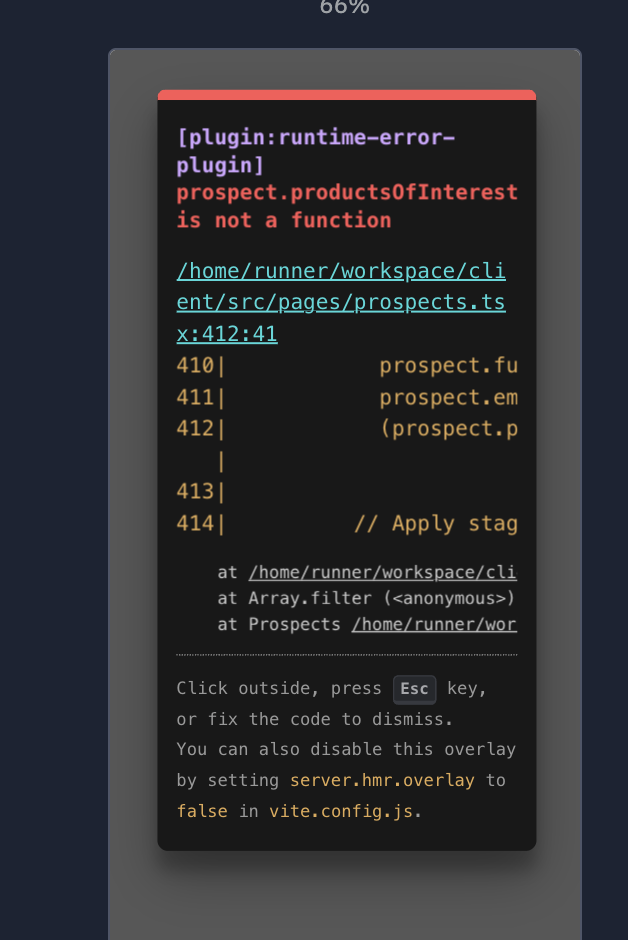 66%
[plugin:runtime-error-
plugin]
prospect.productsOfInterest
is not a function
/home/runner/workspace/cli
ent/src/pages/prospects.ts
x:412:41
410|            prospect.fu
411|            prospect.em
412|            (prospect.p
   |
413|
414|          // Apply stag
at /home/runner/workspace/cli
at Array.filter (<anonymous>)
at Prospects /home/runner/wor
Click outside, press Esc key,
or fix the code to dismiss.
You can also disable this overlay
by setting server.hmr.overlay to
false in vite.config.js.